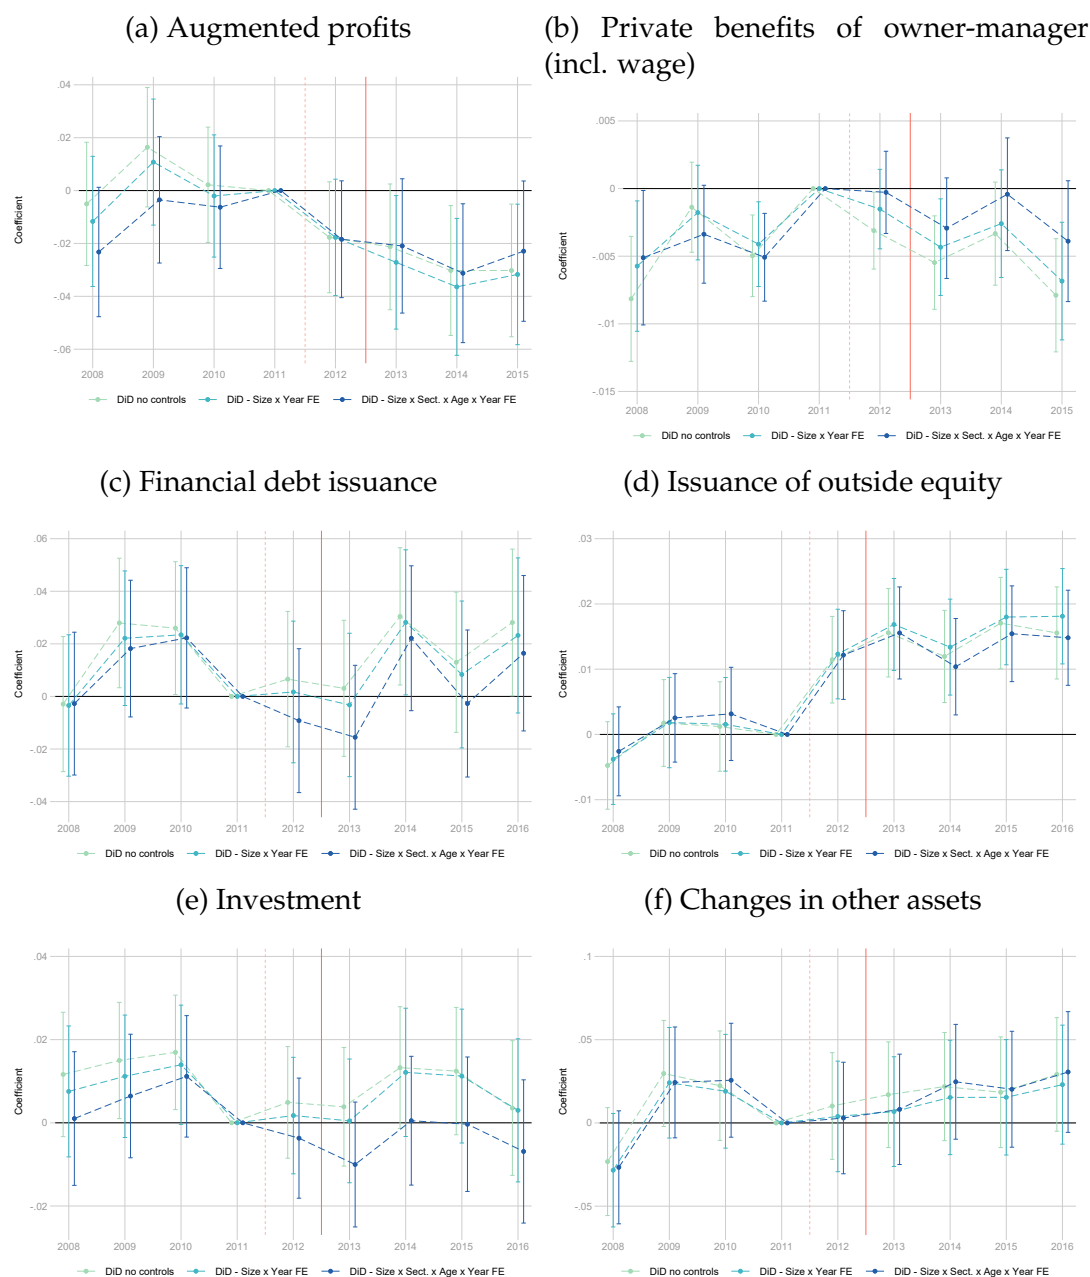 (a) Augmented profits
.04
.02
0
-.02
-.04
-.06
Coefficient
2008 2009 2010 2011 2012 2013 2014 2015
DiD no controls DiD - Size x Year FE DiD - Size x Sect. x Age x Year FE
(b) Private benefits of owner-manager
(incl. wage)
.005
0
-.005
-.01
-.015
Coefficient
2008 2009 2010 2011 2012 2013 2014 2015
DiD no controls DiD - Size x Year FE DiD - Size x Sect. x Age x Year FE
(c) Financial debt issuance
.06
.04
.02
0
-.02
-.04
Coefficient
2008 2009 2010 2011 2012 2013 2014 2015 2016
DiD no controls DiD - Size x Year FE DiD - Size x Sect. x Age x Year FE
(d) Issuance of outside equity
.03
.02
.01
0
-.01
Coefficient
2008 2009 2010 2011 2012 2013 2014 2015 2016
DiD no controls DiD - Size x Year FE DiD - Size x Sect. x Age x Year FE
(e) Investment
.04
.02
0
-.02
Coefficient
2008 2009 2010 2011 2012 2013 2014 2015 2016
DiD no controls DiD - Size x Year FE DiD - Size x Sect. x Age x Year FE
(f) Changes in other assets
.1
.05
0
-.05
Coefficient
2008 2009 2010 2011 2012 2013 2014 2015 2016
DiD no controls DiD - Size x Year FE DiD - Size x Sect. x Age x Year FE